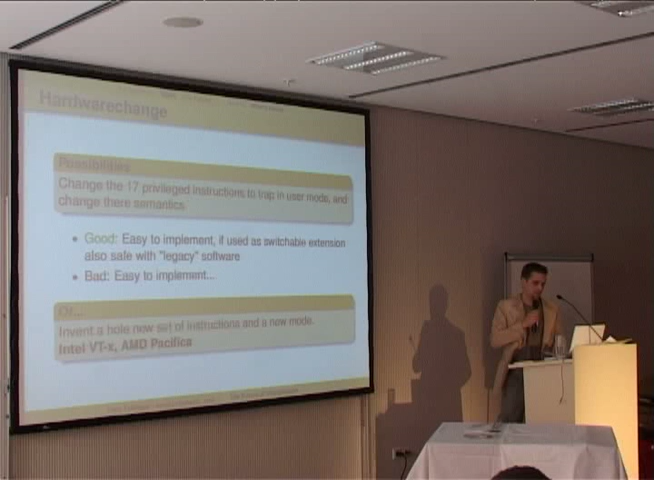 Hardwarechange
Possibilities
Change the 17 privileged instructions to trap in user mode, and
change there semantics.
• Good: Easy to implement, if used as switchable extension
also safe with "legacy" software
• Bad: Easy to implement...
Or...
Invent a hole new set of instructions and a new mode.
Intel VT-x, AMD Pacifica